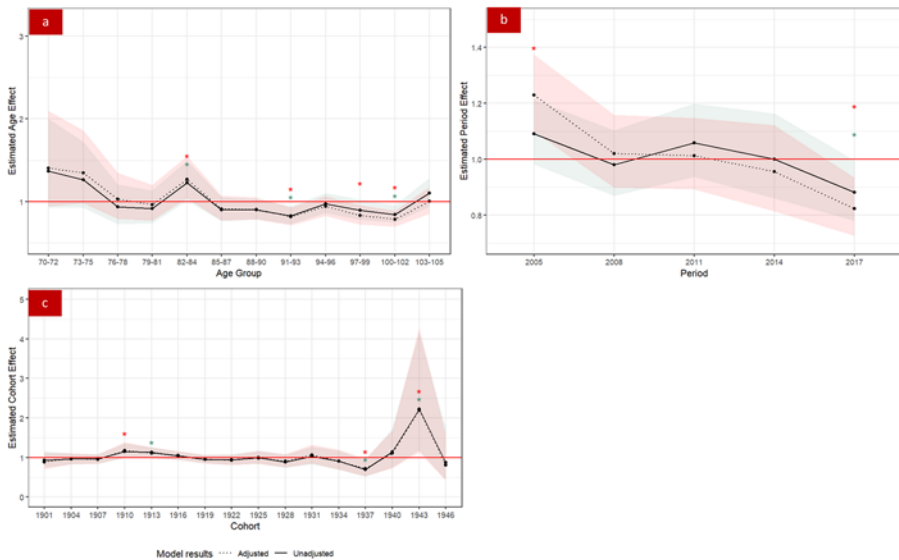 a
3
2
1
Estimated Age Effect
70-72 73-75 76-78 79-81 82-84 85-87 88-90 91-93 94-96 97-99 100-102 103-105
Age Group
b
1.4
1.2
1.0
0.8
Estimated Period Effect
2005 2008 2011 2014 2017
Period
c
5
4
3
2
1
0
Estimated Cohort Effect
1901 1904 1907 1910 1913 1916 1919 1922 1925 1928 1931 1934 1937 1940 1943 1946
Cohort
Model results Adjusted Unadjusted